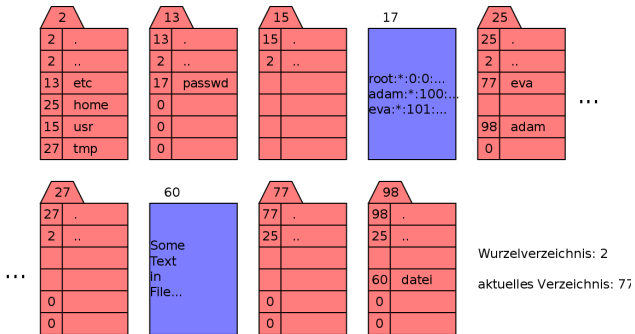 2
2 .
2 ..
13 etc
25 home
15 usr
27 tmp
13
13 .
2 ..
17 passwd
0
0
0
15
15 .
2 ..
17
root:*:0:0:...
adam:*:100:...
eva:*:101:...
25
25 .
2 ..
77 eva
98 adam
0
...
...
27
27 .
2 ..
0
0
60
Some
Text
in
File...
77
77 .
25 ..
0
0
98
98 .
25 ..
60 datei
0
0
Wurzelverzeichnis: 2
aktuelles Verzeichnis: 77